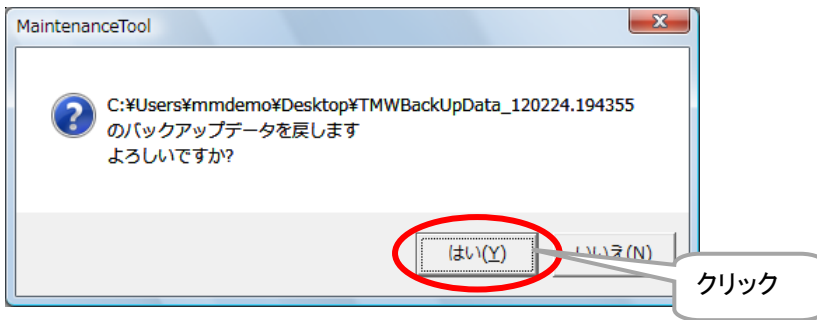 MaintenanceTool
C:¥Users¥mmdemo¥Desktop¥TMWBackUpData_120224.194355
のバックアップデータを戻します
よろしいですか?
はい(Y)
いいえ(N)
クリック